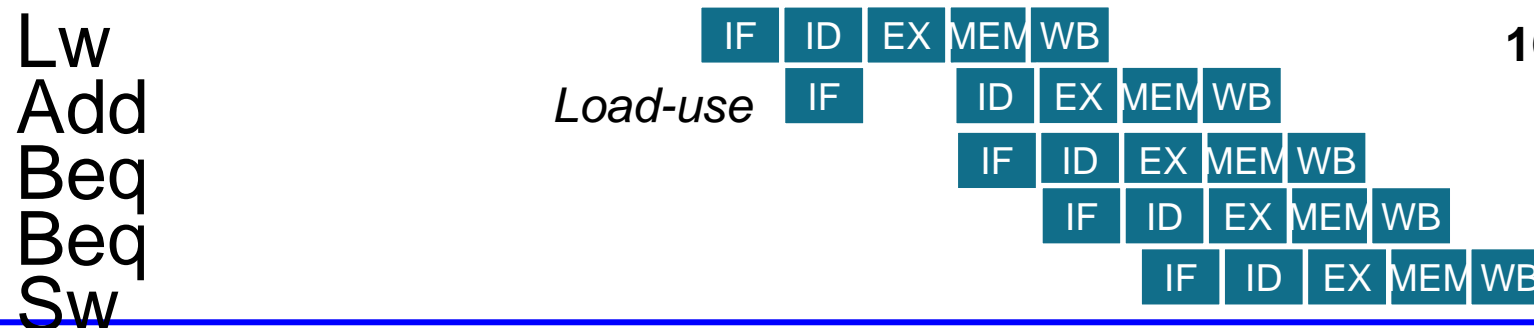 Lw IF ID EX MEM WB
Add Load-use IF ID EX MEM WB
Beq IF ID EX MEM WB
Beq IF ID EX MEM WB
Sw IF ID EX MEM WB